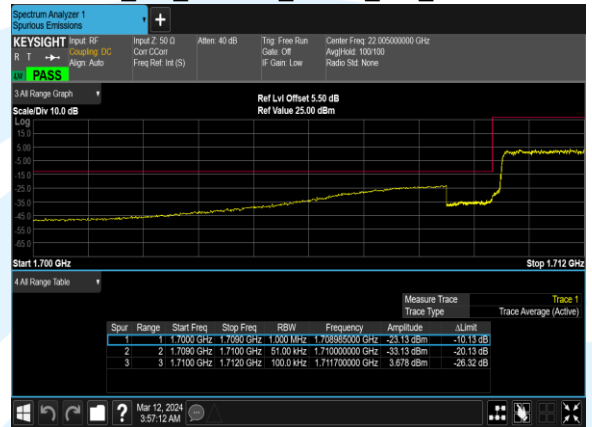 Spectrum Analyzer 1
Spurious Emissions
+
KEYSIGHT Input: RF Input Z: 50 Ω Atten: 40 dB Trig: Free Run Center Freq: 22.005000000 GHz
R T Coupling: DC Corr CCorr Gate: Off Avg|Hold: 100/100
Align: Auto Freq Ref: Int (S) IF Gain: Low Radio Std: None
PASS
3 All Range Graph
Ref Lvl Offset 5.50 dB
Scale/Div 10.0 dB Ref Value 25.00 dBm
Log
15.0
5.00
-5.00
-15.0
-25.0
-35.0
-45.0
-55.0
-65.0
Start 1.700 GHz Stop 1.712 GHz
4 All Range Table
Measure Trace Trace 1
Trace Type Trace Average (Active)
Spur Range Start Freq Stop Freq RBW Frequency Amplitude ΔLimit
1 1 1.7000 GHz 1.7090 GHz 1.000 MHz 1.708985000 GHz -23.13 dBm -10.13 dB
2 2 1.7090 GHz 1.7100 GHz 51.00 kHz 1.710000000 GHz -33.13 dBm -20.13 dB
3 3 1.7100 GHz 1.7120 GHz 100.0 kHz 1.711700000 GHz 3.678 dBm -26.32 dB
? Mar 12, 2024
3:57:12 AM